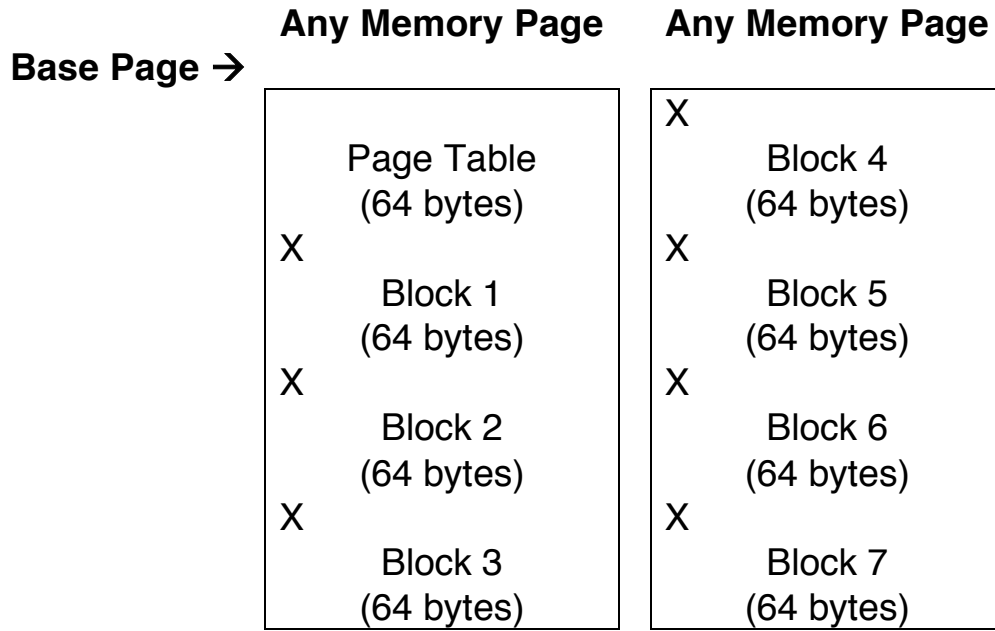 Any Memory Page Any Memory Page
Base Page →
Page Table
(64 bytes)
X
Block 1
(64 bytes)
X
Block 2
(64 bytes)
X
Block 3
(64 bytes)
X
Block 4
(64 bytes)
X
Block 5
(64 bytes)
X
Block 6
(64 bytes)
X
Block 7
(64 bytes)